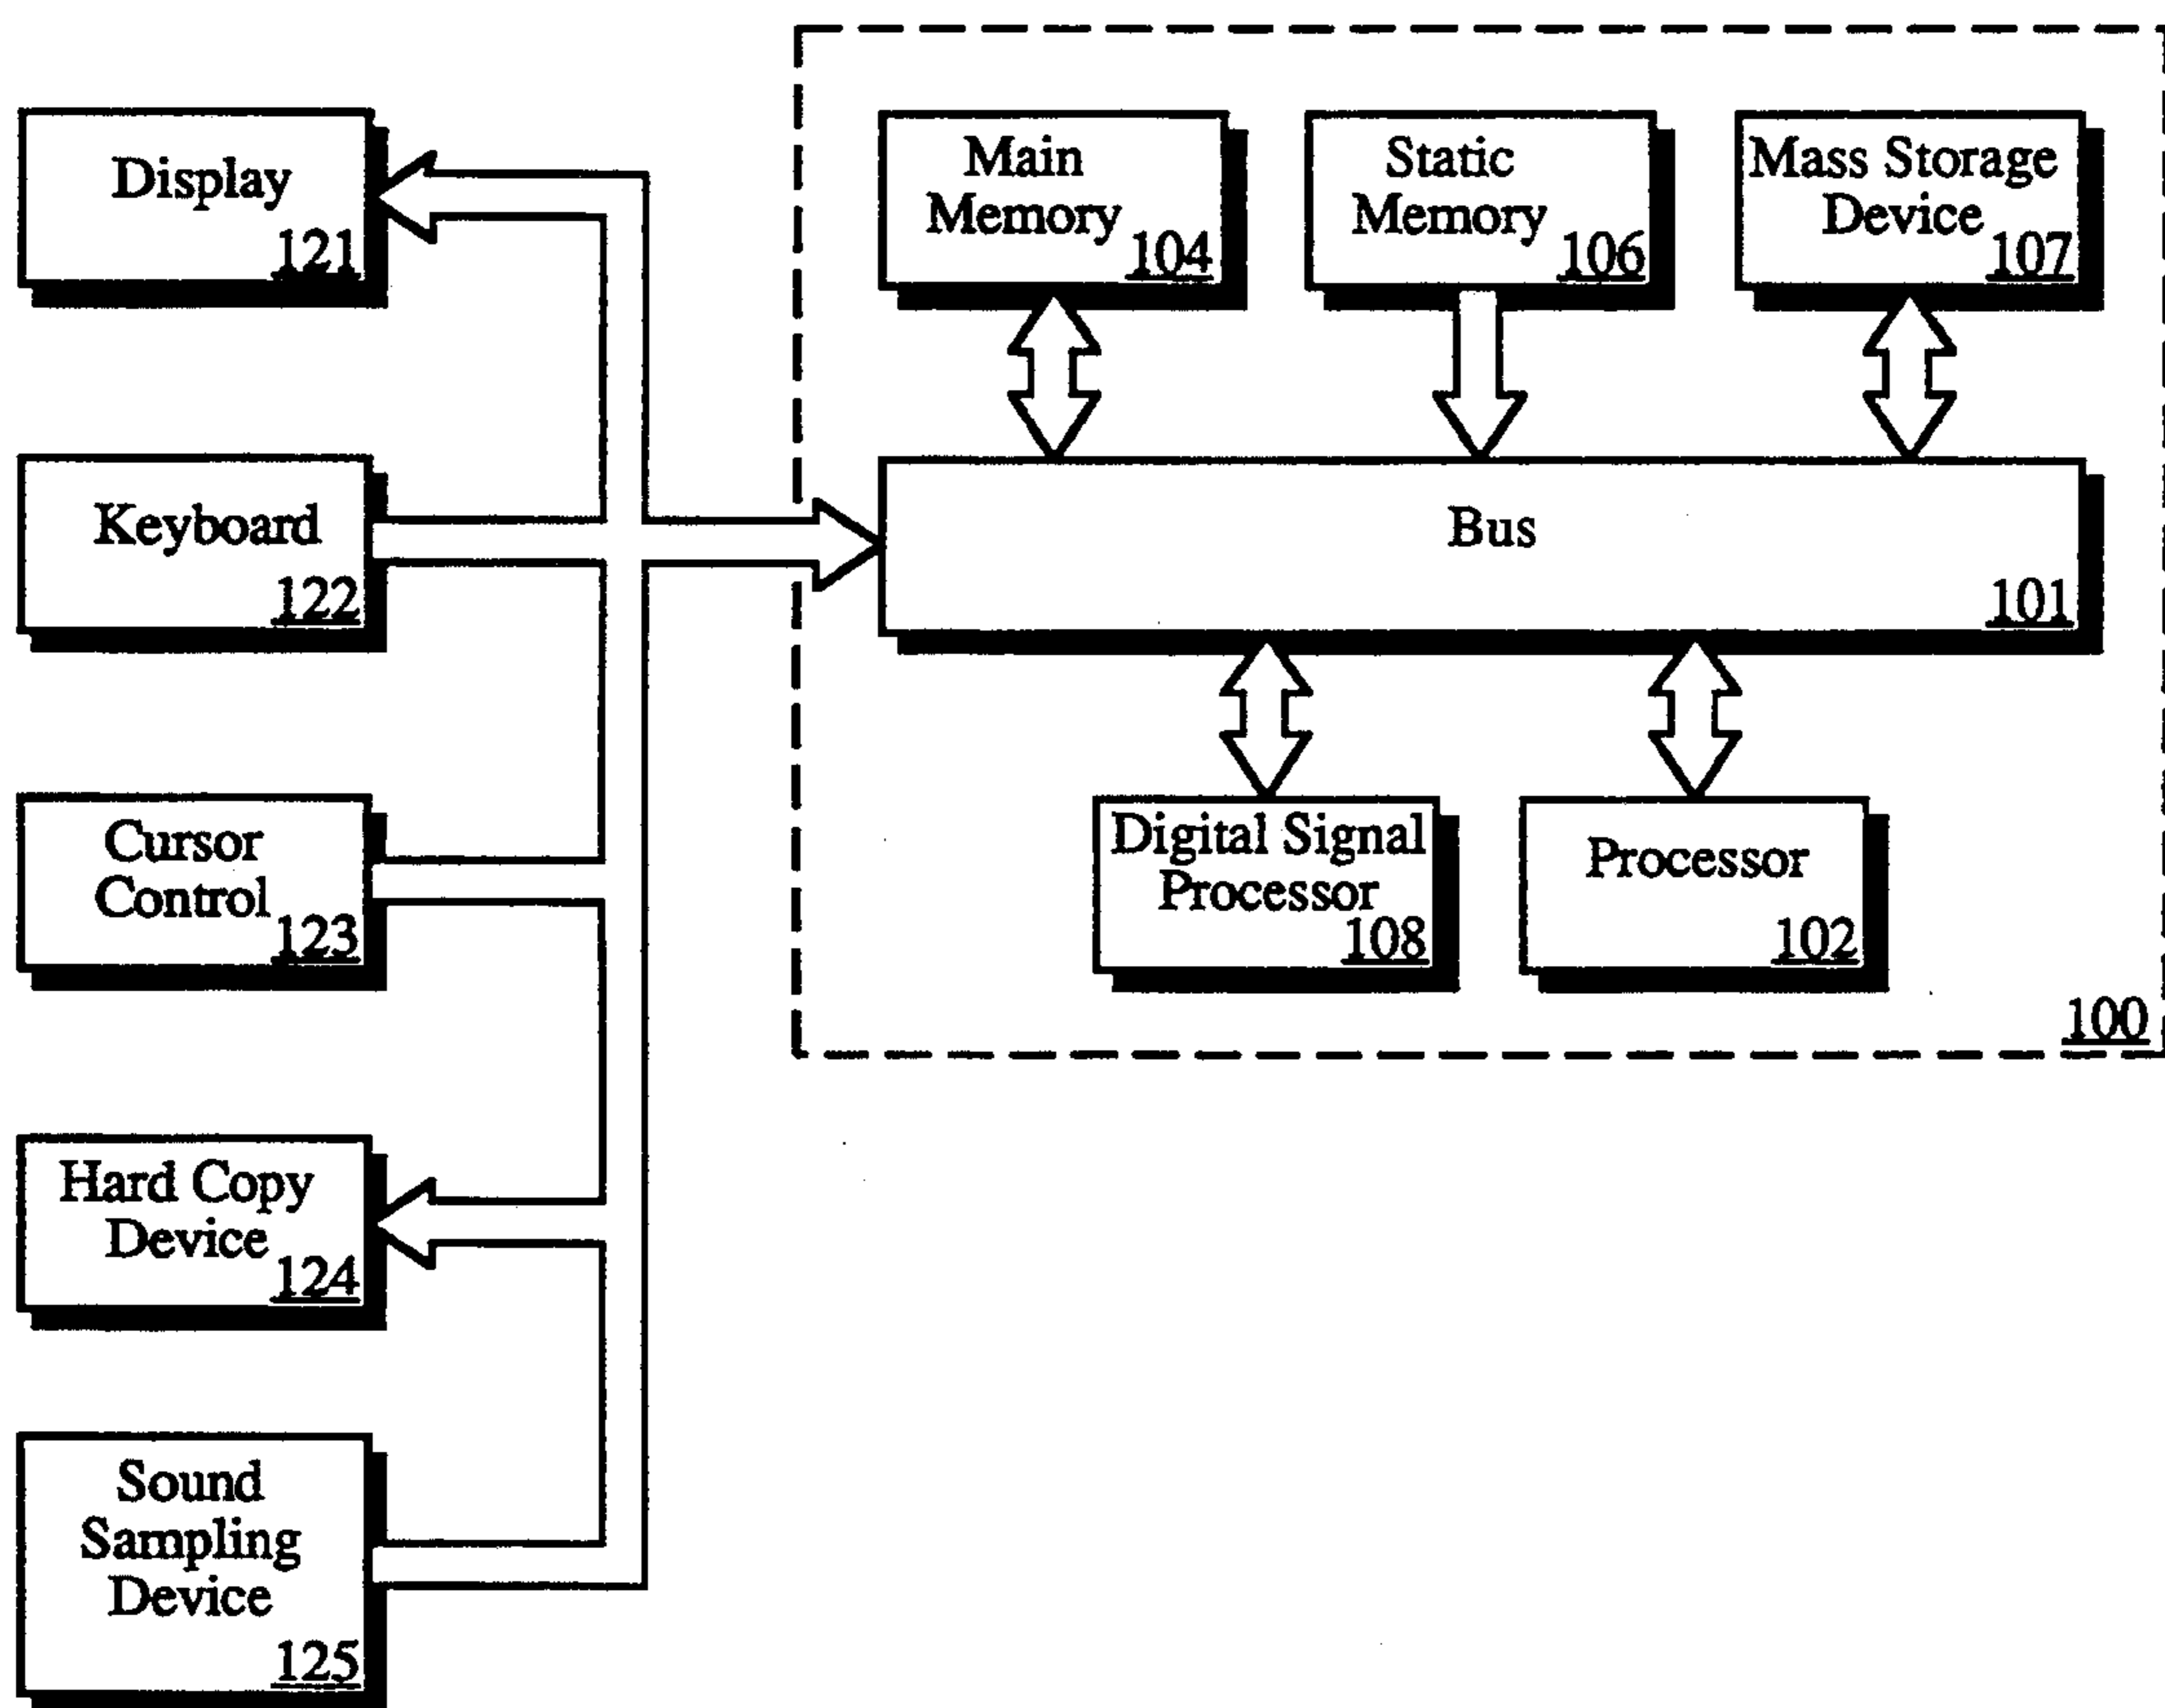 Display
121
Keyboard
122
Cursor
Control
123
Hard Copy
Device
124
Sound
Sampling
Device
125
Main
Memory
104
Static
Memory
106
Mass Storage
Device
107
Bus
101
Digital Signal
Processor
108
Processor
102
100